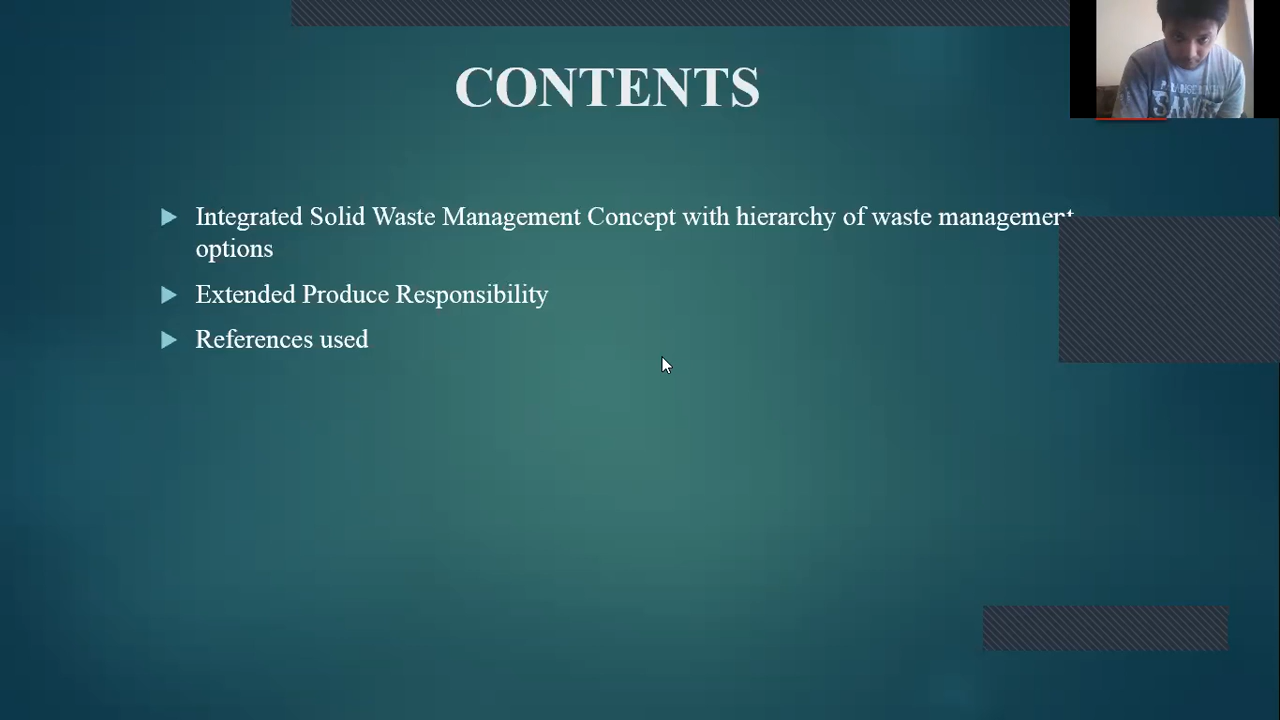 CONTENTS
Integrated Solid Waste Management Concept with hierarchy of waste management
options
Extended Produce Responsibility
References used